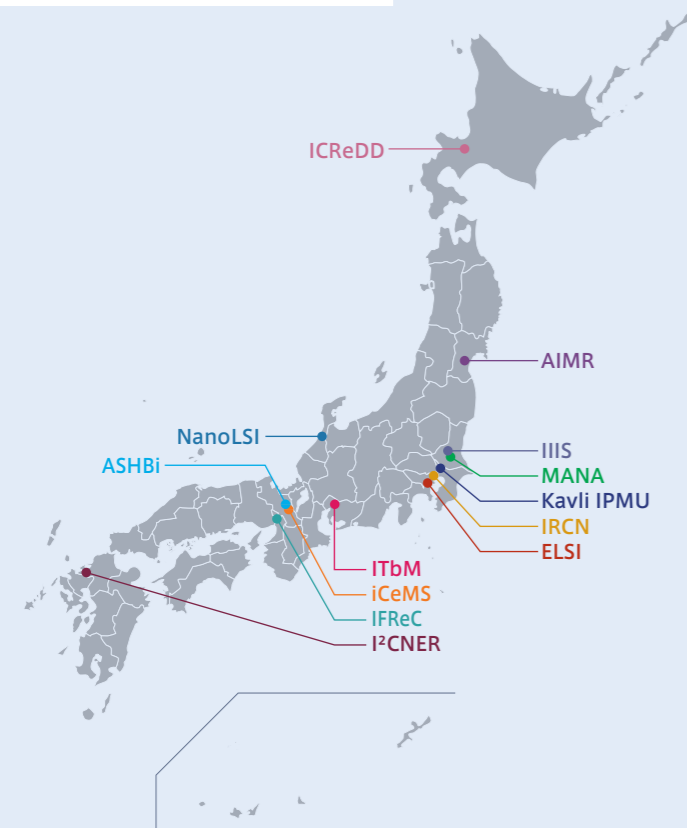 ICReDD
AIMR
NanoLSI
ASHBi
IIIS
MANA
Kavli IPMU
IRCN
ELSI
ITbM
iCeMS
IFReC
I²CNER